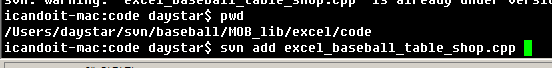 svn: warning: 'excel_baseball_table_shop.cpp' is already under versio
icandoit-mac:code daystar$ pwd
/Users/daystar/svn/baseball/MOB_lib/excel/code
icandoit-mac:code daystar$ svn add excel_baseball_table_shop.cpp